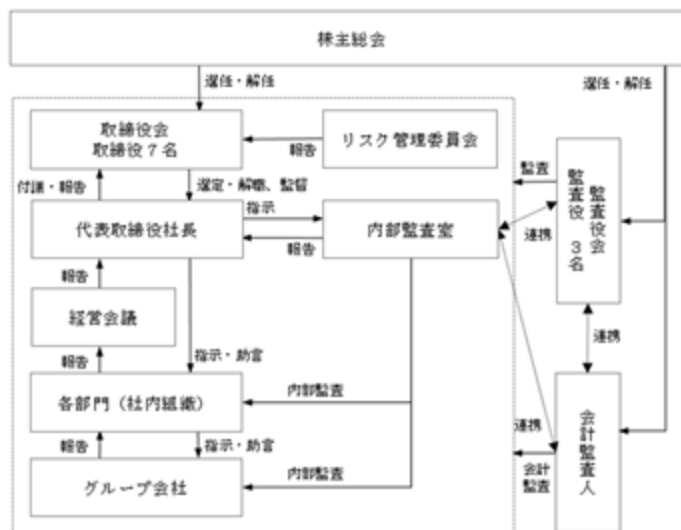 株主総会
選任・解任
選任・解任
取締役会
取締役7名
報告
リスク管理委員会
監査
監査役会
監査役 3名
付議・報告
選定・解職、監督
代表取締役社長
指示
報告
内部監査室
連携
報告
経営会議
連携
報告
指示・助言
各部門(社内組織)
内部監査
連携
会計監査人
報告
指示・助言
会計
監査
グループ会社
内部監査